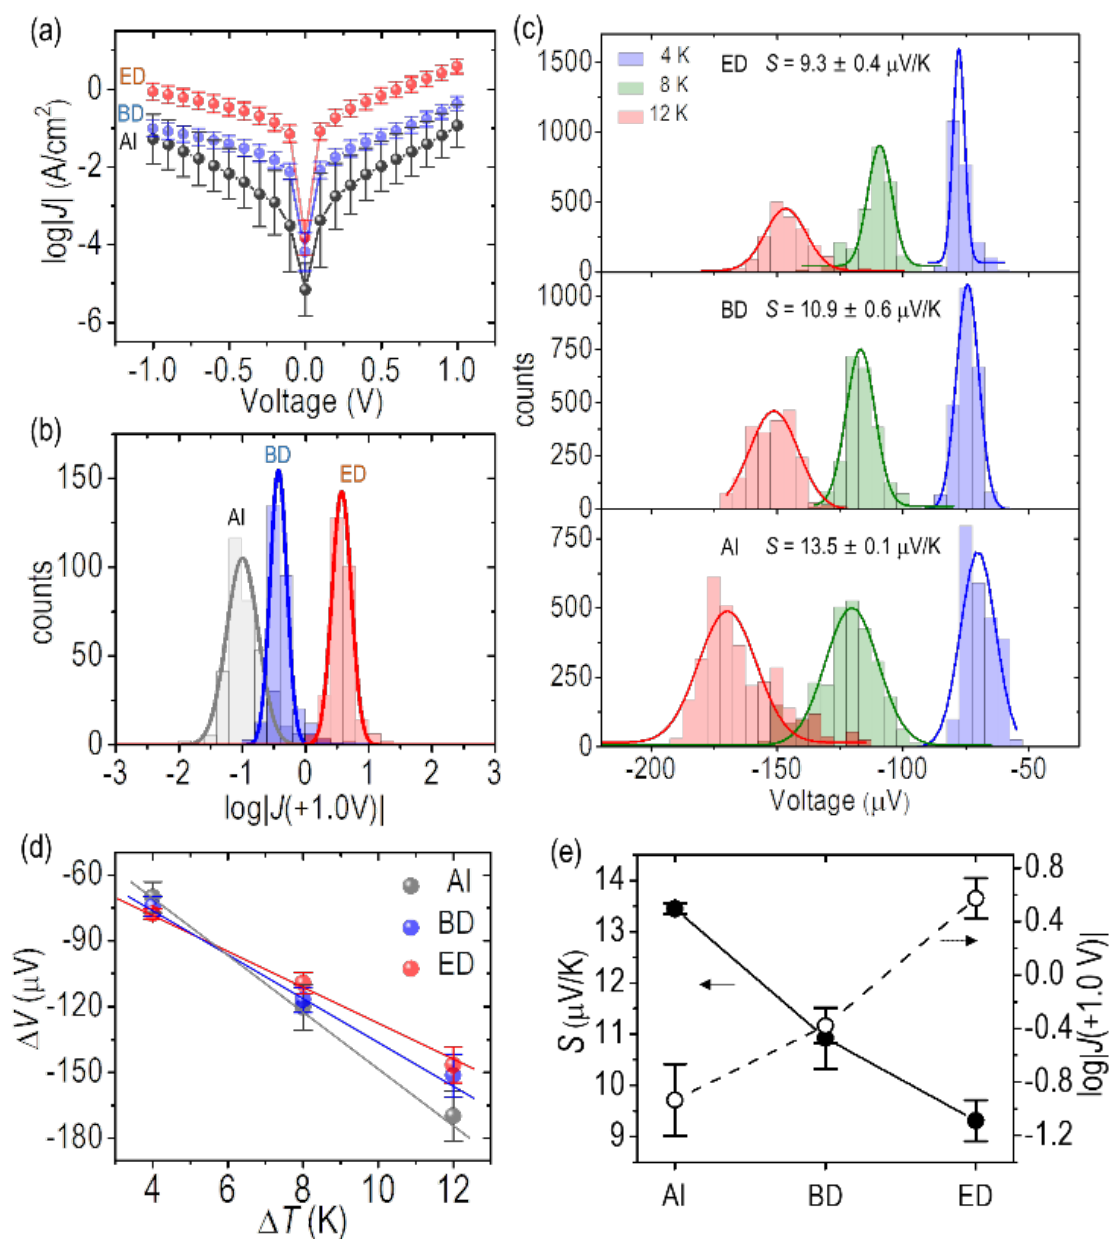 (a)
ED
BD
AI
log|J| (A/cm²)
0
-2
-4
-6
-1.0
-0.5
0.0
0.5
1.0
Voltage (V)
(b)
BD
ED
AI
counts
150
100
50
0
-3
-2
-1
0
1
2
3
log|J(+1.0V)|
(c)
4 K
8 K
12 K
ED S = 9.3 ± 0.4 μV/K
1500
1000
500
0
BD S = 10.9 ± 0.6 μV/K
1000
750
500
250
0
counts
AI S = 13.5 ± 0.1 μV/K
750
500
250
0
-200
-150
-100
-50
Voltage (μV)
(d)
AI
BD
ED
ΔV (μV)
-60
-90
-120
-150
-180
4
6
8
10
12
ΔT (K)
(e)
S (μV/K)
14
13
12
11
10
9
0.8
0.4
0.0
-0.4
-0.8
-1.2
log|J(+1.0 V)|
AI
BD
ED